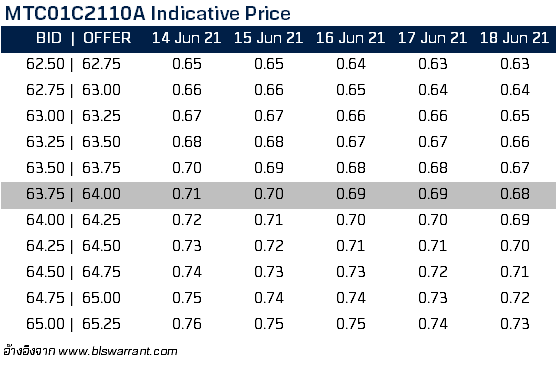 MTC01C2110A Indicative Price
BID | OFFER 14 Jun 21 15 Jun 21 16 Jun 21 17 Jun 21 18 Jun 21
62.50 | 62.75 0.65 0.65 0.64 0.63 0.63
62.75 | 63.00 0.66 0.66 0.65 0.64 0.64
63.00 | 63.25 0.67 0.67 0.66 0.66 0.65
63.25 | 63.50 0.68 0.68 0.67 0.67 0.66
63.50 | 63.75 0.70 0.69 0.68 0.68 0.67
63.75 | 64.00 0.71 0.70 0.69 0.69 0.68
64.00 | 64.25 0.72 0.71 0.70 0.70 0.69
64.25 | 64.50 0.73 0.72 0.71 0.71 0.70
64.50 | 64.75 0.74 0.73 0.73 0.72 0.71
64.75 | 65.00 0.75 0.74 0.74 0.73 0.72
65.00 | 65.25 0.76 0.75 0.75 0.74 0.73
อ้างอิงจาก www.blswarrant.com